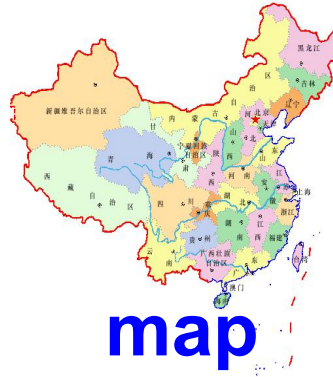 黑龙江
吉林
辽宁
内蒙古自治区
新疆维吾尔自治区
甘肃
北京
天津
河北
山西
山东
宁夏回族
自治区
青海
陕西
河南
西藏自治区
四川
重庆
湖北
安徽
江苏
上海
浙江
湖南
江西
福建
贵州
云南
广西壮族
自治区
广东
台湾
澳门
海南
map